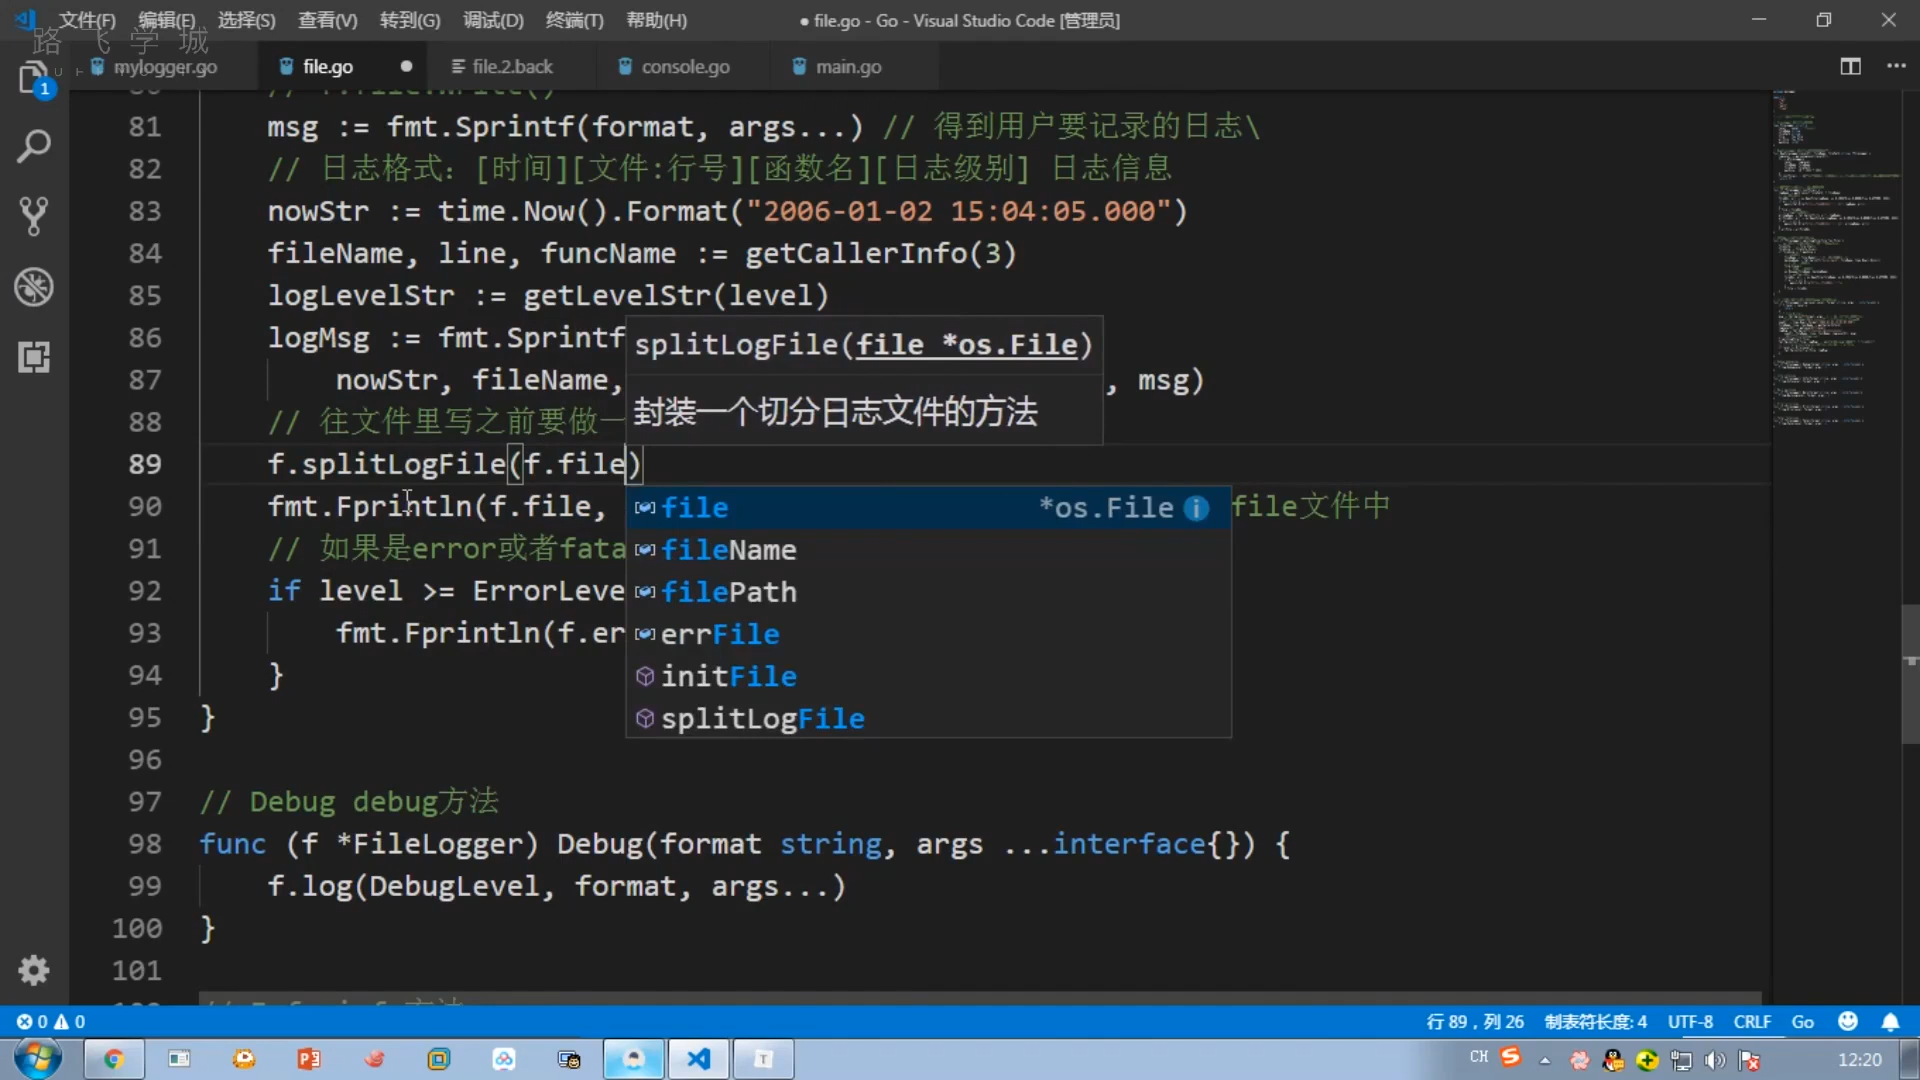 文件(F) 编辑(E) 选择(S) 查看(V) 转到(G) 调试(D) 终端(T) 帮助(H) ● file.go - Go - Visual Studio Code [管理员]
路飞学城
mylogger.go file.go file.2.back console.go main.go
1
81 msg := fmt.Sprintf(format, args...) // 得到用户要记录的日志\
82 // 日志格式: [时间][文件:行号][函数名][日志级别] 日志信息
83 nowStr := time.Now().Format("2006-01-02 15:04:05.000")
84 fileName, line, funcName := getCallerInfo(3)
85 logLevelStr := getLevelStr(level)
86 logMsg := fmt.Sprintf
splitLogFile(file *os.File)
87 nowStr, fileName, , msg)
封装一个切分日志文件的方法
88 // 往文件里写之前要做一
89 f.splitLogFile(f.file)
90 fmt.Fprintln(f.file, file文件中
file *os.File
91 // 如果是error或者fata
fileName
92 if level >= ErrorLeve
filePath
93 fmt.Fprintln(f.er
errFile
94 }
initFile
95 }
splitLogFile
96
97 // Debug debug方法
98 func (f *FileLogger) Debug(format string, args ...interface{}) {
99 f.log(DebugLevel, format, args...)
100 }
101
0 0 行 89，列 26 制表符长度: 4 UTF-8 CRLF Go
CH 12:20